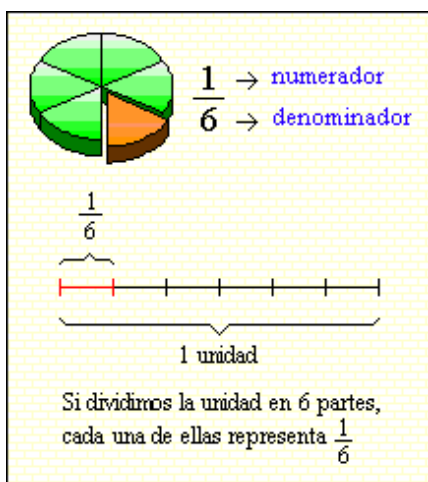 1/6 → numerador
→ denominador
1/6
1 unidad
Si dividimos la unidad en 6 partes,
cada una de ellas representa 1/6